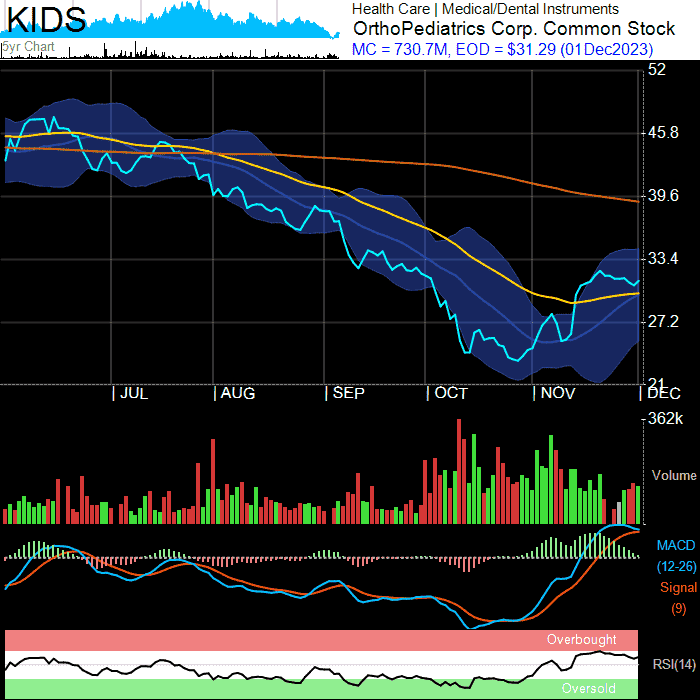 KIDS
5yr Chart
Health Care | Medical/Dental Instruments
OrthoPediatrics Corp. Common Stock
MC = 730.7M, EOD = $31.29 (01Dec2023)
52
45.8
39.6
33.4
27.2
21
| JUL | AUG | SEP | OCT | NOV | DEC
362k
Volume
MACD
(12-26)
Signal
(9)
Overbought
RSI(14)
Oversold